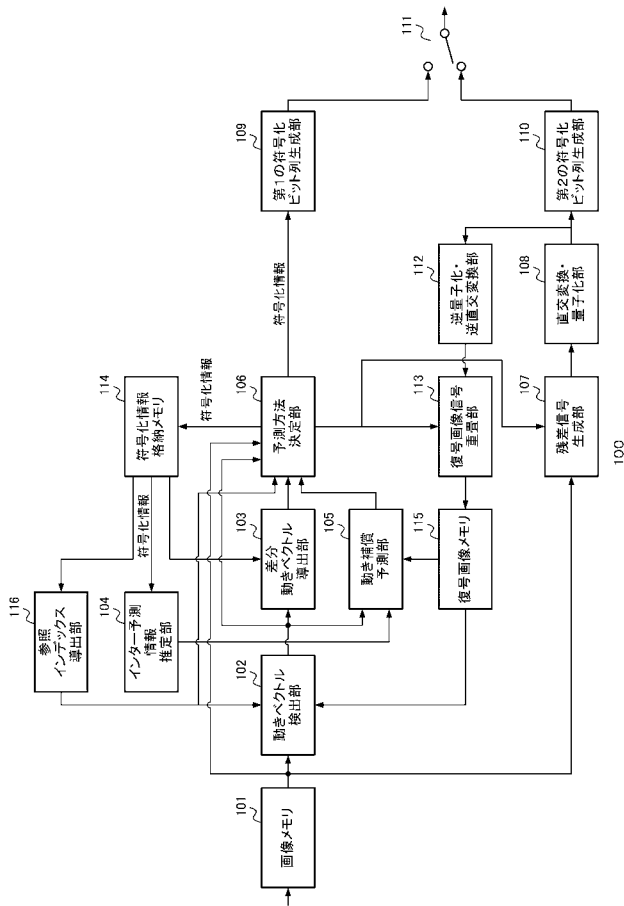 116
参照
インデックス
導出部
104
インター予測
情報
推定部
114
符号化情報
格納メモリ
符号化情報
符号化情報
101
画像メモリ
102
動きベクトル
検出部
103
差分
動きベクトル
導出部
105
動き補償
予測部
106
予測方法
決定部
符号化情報
109
第1の符号化
ビット列生成部
111
115
復号画像メモリ
113
復号画像信号
重畳部
112
逆量子化・
逆直交変換部
107
残差信号
生成部
108
直交変換・
量子化部
110
第2の符号化
ビット列生成部
100